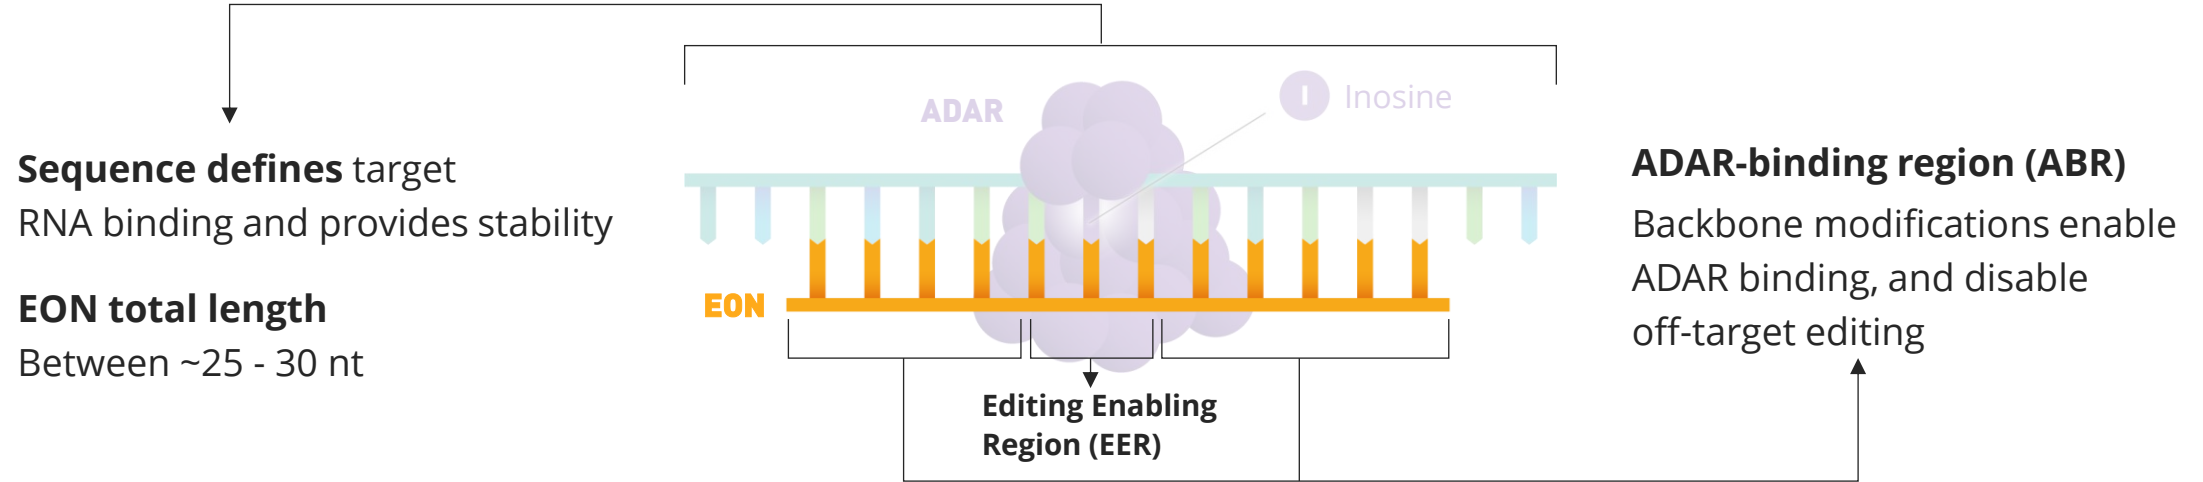 Sequence defines target
RNA binding and provides stability
EON total length
Between ~25 - 30 nt
ADAR
I Inosine
EON
Editing Enabling
Region (EER)
ADAR-binding region (ABR)
Backbone modifications enable
ADAR binding, and disable
off-target editing